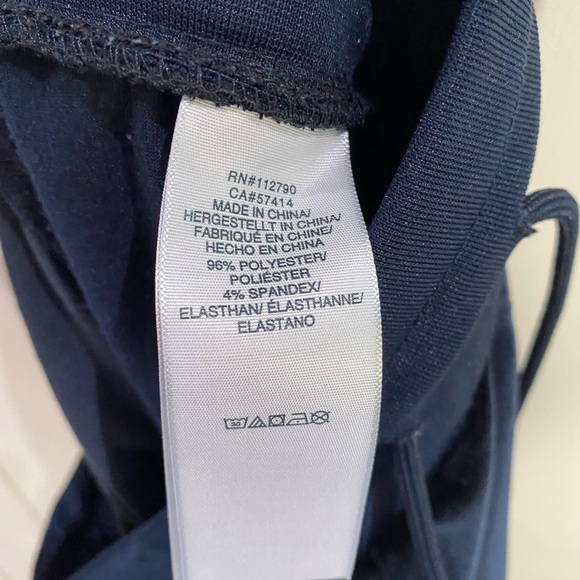 RN#112790
CA#57414
MADE IN CHINA/
HERGESTELLT IN CHINA/
FABRIQUÉ EN CHINE/
HECHO EN CHINA
96% POLYESTER/
POLIÉSTER
4% SPANDEX/
ELASTHAN/ ÉLASTHANNE/
ELASTANO